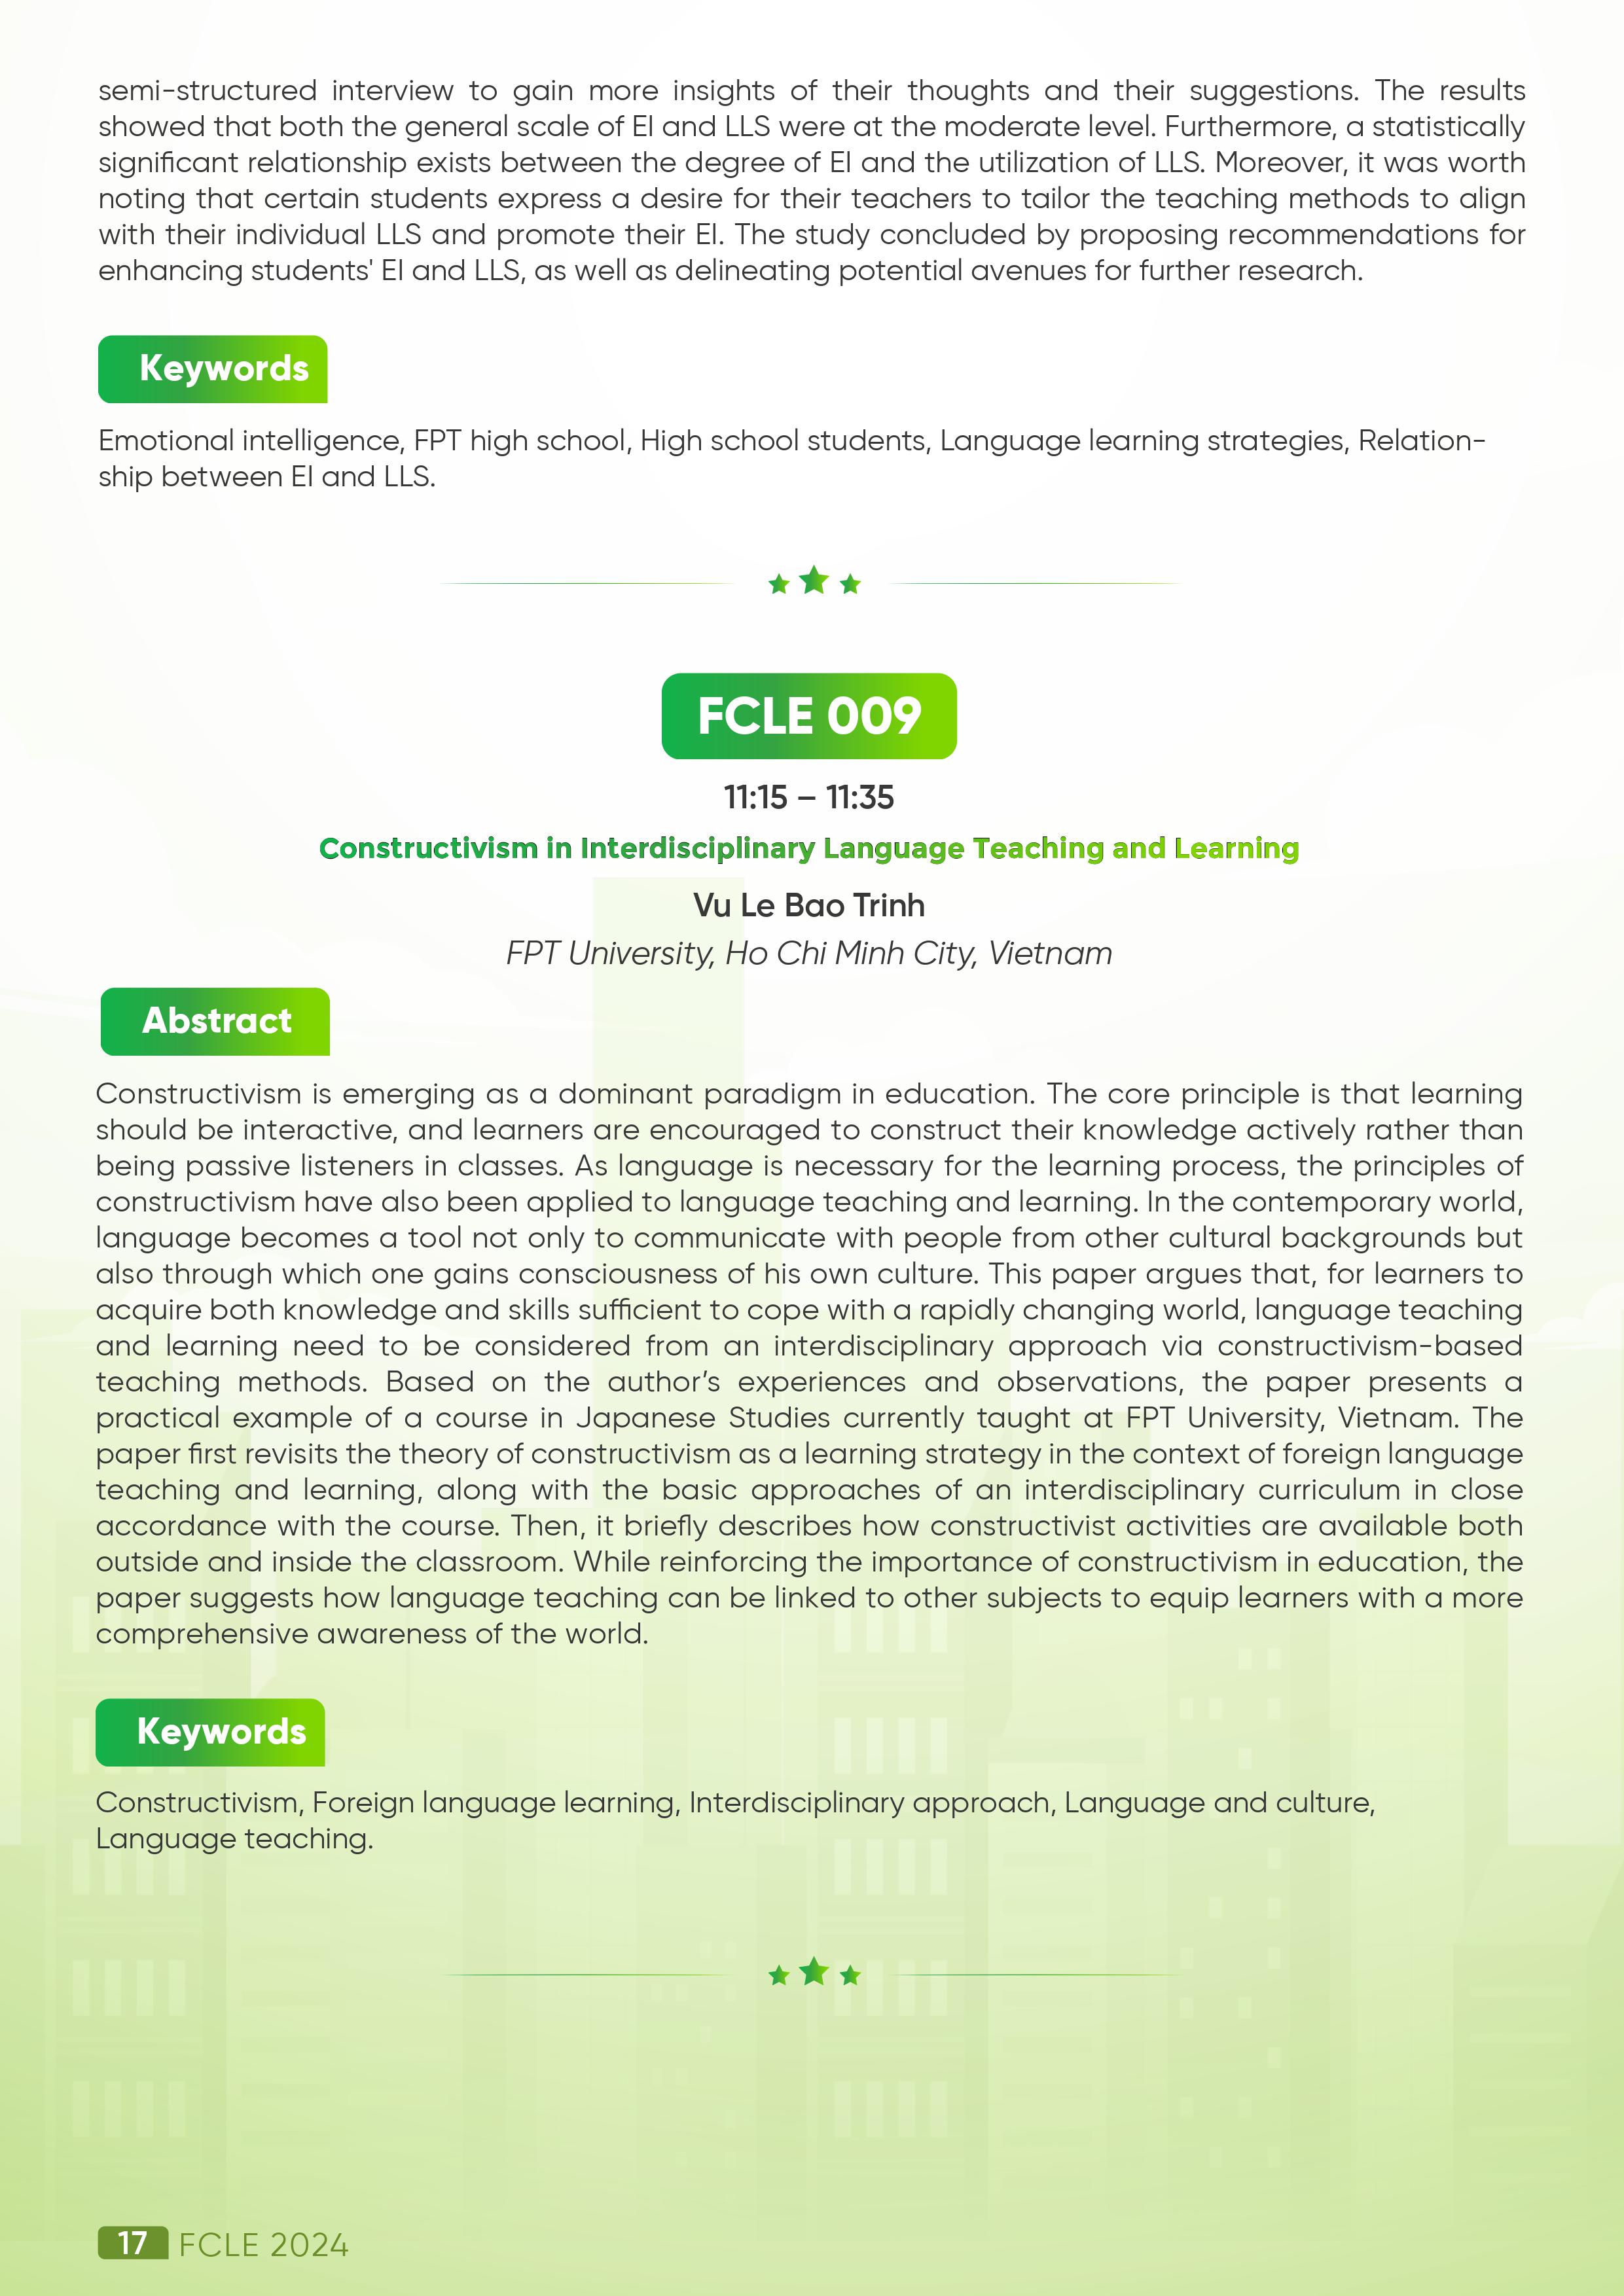 semi-structured interview to gain more insights of their thoughts and their suggestions. The results
showed that both the general scale of EI and LLS were at the moderate level. Furthermore, a statistically
significant relationship exists between the degree of EI and the utilization of LLS. Moreover, it was worth
noting that certain students express a desire for their teachers to tailor the teaching methods to align
with their individual LLS and promote their EI. The study concluded by proposing recommendations for
enhancing students' EI and LLS, as well as delineating potential avenues for further research.
Keywords
Emotional intelligence, FPT high school, High school students, Language learning strategies, Relation-
ship between EI and LLS.
FCLE 009
11:15 – 11:35
Constructivism in Interdisciplinary Language Teaching and Learning
Vu Le Bao Trinh
FPT University, Ho Chi Minh City, Vietnam
Abstract
Constructivism is emerging as a dominant paradigm in education. The core principle is that learning
should be interactive, and learners are encouraged to construct their knowledge actively rather than
being passive listeners in classes. As language is necessary for the learning process, the principles of
constructivism have also been applied to language teaching and learning. In the contemporary world,
language becomes a tool not only to communicate with people from other cultural backgrounds but
also through which one gains consciousness of his own culture. This paper argues that, for learners to
acquire both knowledge and skills sufficient to cope with a rapidly changing world, language teaching
and learning need to be considered from an interdisciplinary approach via constructivism-based
teaching methods. Based on the author’s experiences and observations, the paper presents a
practical example of a course in Japanese Studies currently taught at FPT University, Vietnam. The
paper first revisits the theory of constructivism as a learning strategy in the context of foreign language
teaching and learning, along with the basic approaches of an interdisciplinary curriculum in close
accordance with the course. Then, it briefly describes how constructivist activities are available both
outside and inside the classroom. While reinforcing the importance of constructivism in education, the
paper suggests how language teaching can be linked to other subjects to equip learners with a more
comprehensive awareness of the world.
Keywords
Constructivism, Foreign language learning, Interdisciplinary approach, Language and culture,
Language teaching.
17 FCLE 2024